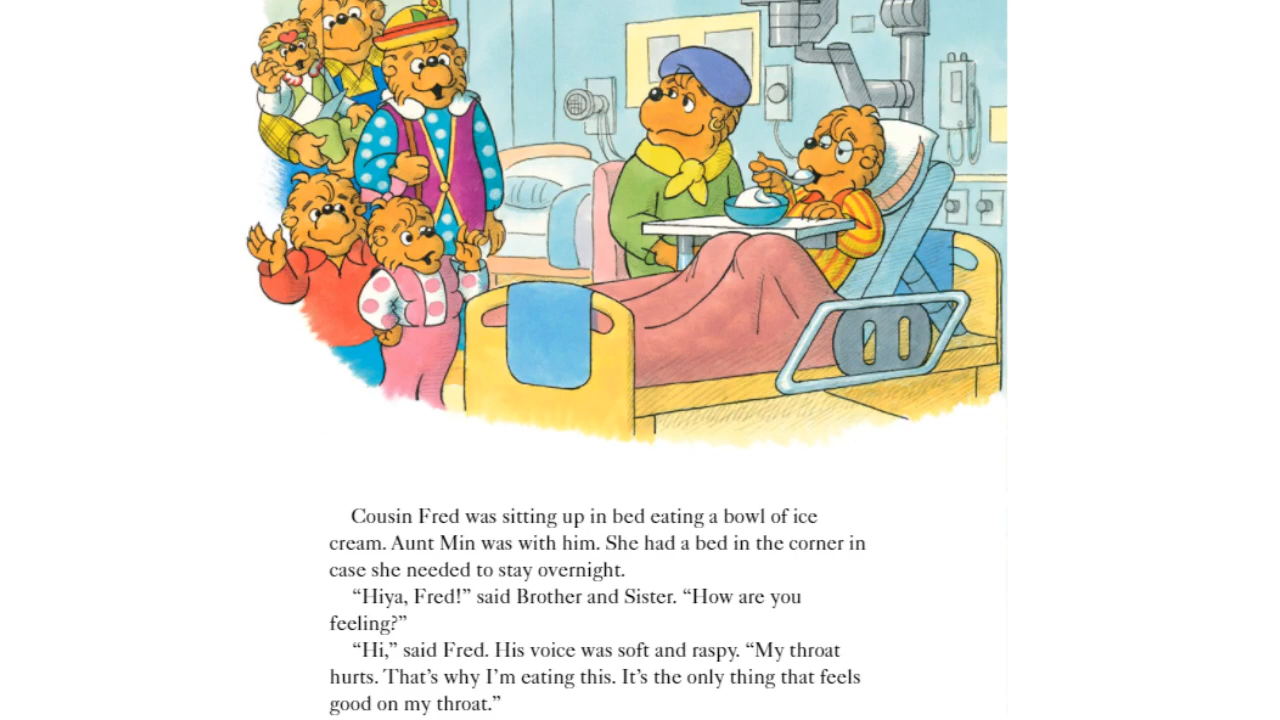 Cousin Fred was sitting up in bed eating a bowl of ice
cream. Aunt Min was with him. She had a bed in the corner in
case she needed to stay overnight.
“Hiya, Fred!” said Brother and Sister. “How are you
feeling?”
“Hi,” said Fred. His voice was soft and raspy. “My throat
hurts. That’s why I’m eating this. It’s the only thing that feels
good on my throat.”